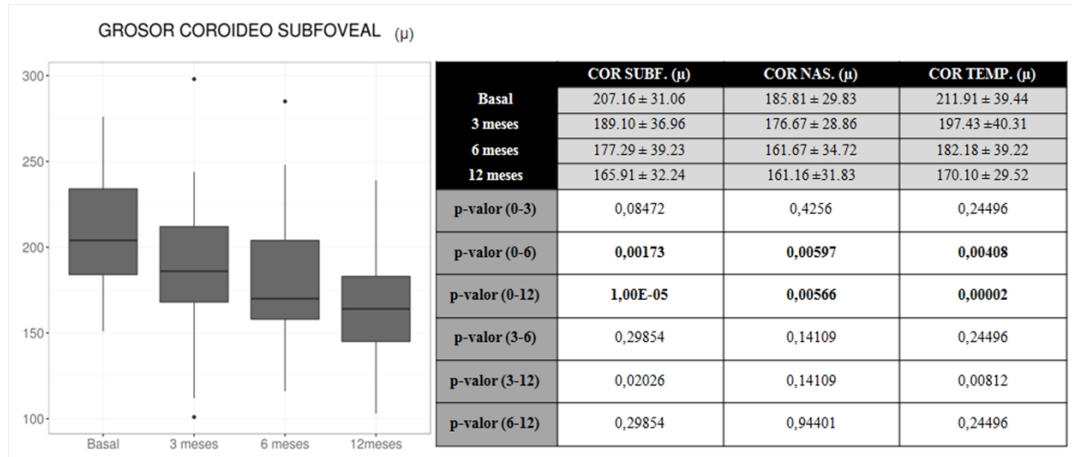 GROSOR COROIDEO SUBFOVEAL (μ)
300
250
200
150
100
Basal 3 meses 6 meses 12meses
COR SUBF. (μ) COR NAS. (μ) COR TEMP. (μ)
Basal 207.16 ± 31.06 185.81 ± 29.83 211.91 ± 39.44
3 meses 189.10 ± 36.96 176.67 ± 28.86 197.43 ±40.31
6 meses 177.29 ± 39.23 161.67 ± 34.72 182.18 ± 39.22
12 meses 165.91 ± 32.24 161.16 ±31.83 170.10 ± 29.52
p-valor (0-3) 0,08472 0,4256 0,24496
p-valor (0-6) 0,00173 0,00597 0,00408
p-valor (0-12) 1,00E-05 0,00566 0,00002
p-valor (3-6) 0,29854 0,14109 0,24496
p-valor (3-12) 0,02026 0,14109 0,00812
p-valor (6-12) 0,29854 0,94401 0,24496